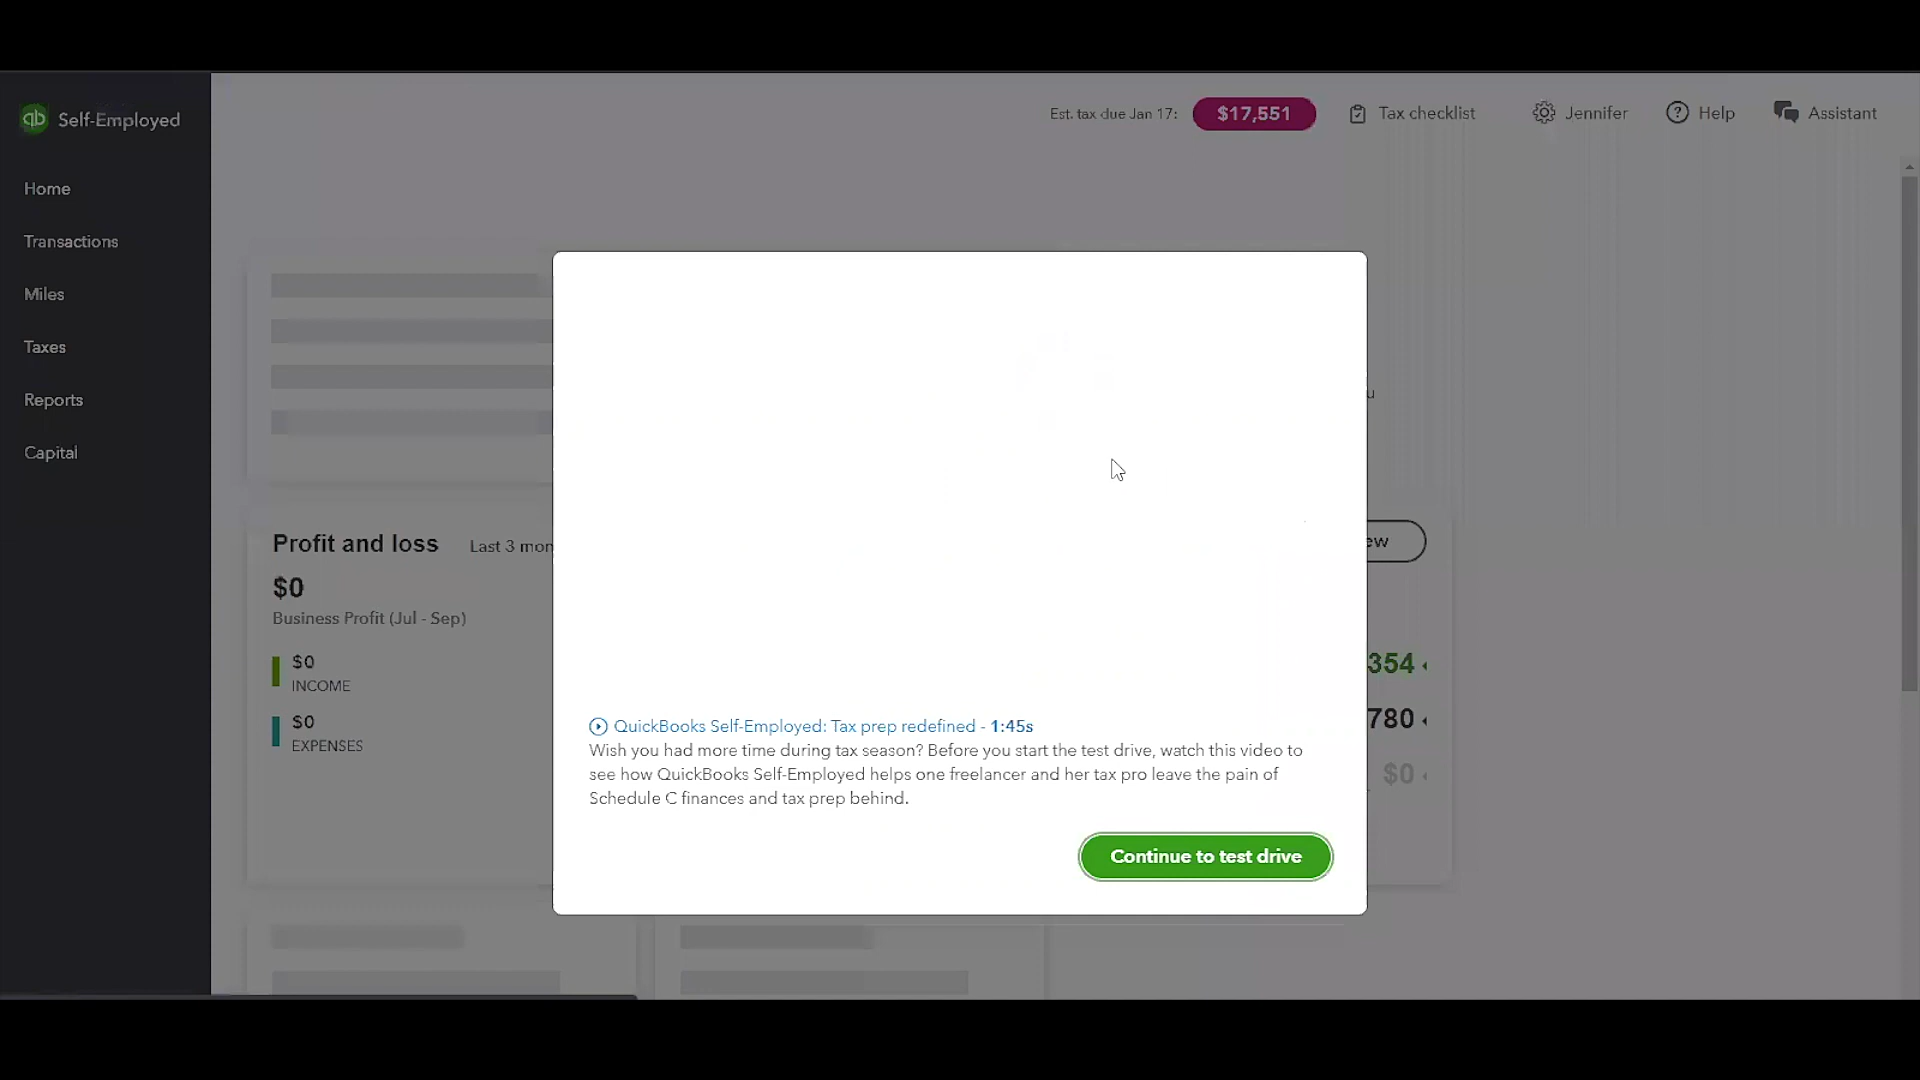 qb Self-Employed
Est. tax due Jan 17: $17,551 Tax checklist Jennifer Help Assistant
Home
Transactions
Miles
Taxes
Reports
Capital
u
Profit and loss Last 3 mon
$0
Business Profit (Jul - Sep)
$0
INCOME
$0
EXPENSES
ew
354
780
$0
QuickBooks Self-Employed: Tax prep redefined - 1:45s
Wish you had more time during tax season? Before you start the test drive, watch this video to
see how QuickBooks Self-Employed helps one freelancer and her tax pro leave the pain of
Schedule C finances and tax prep behind.
Continue to test drive